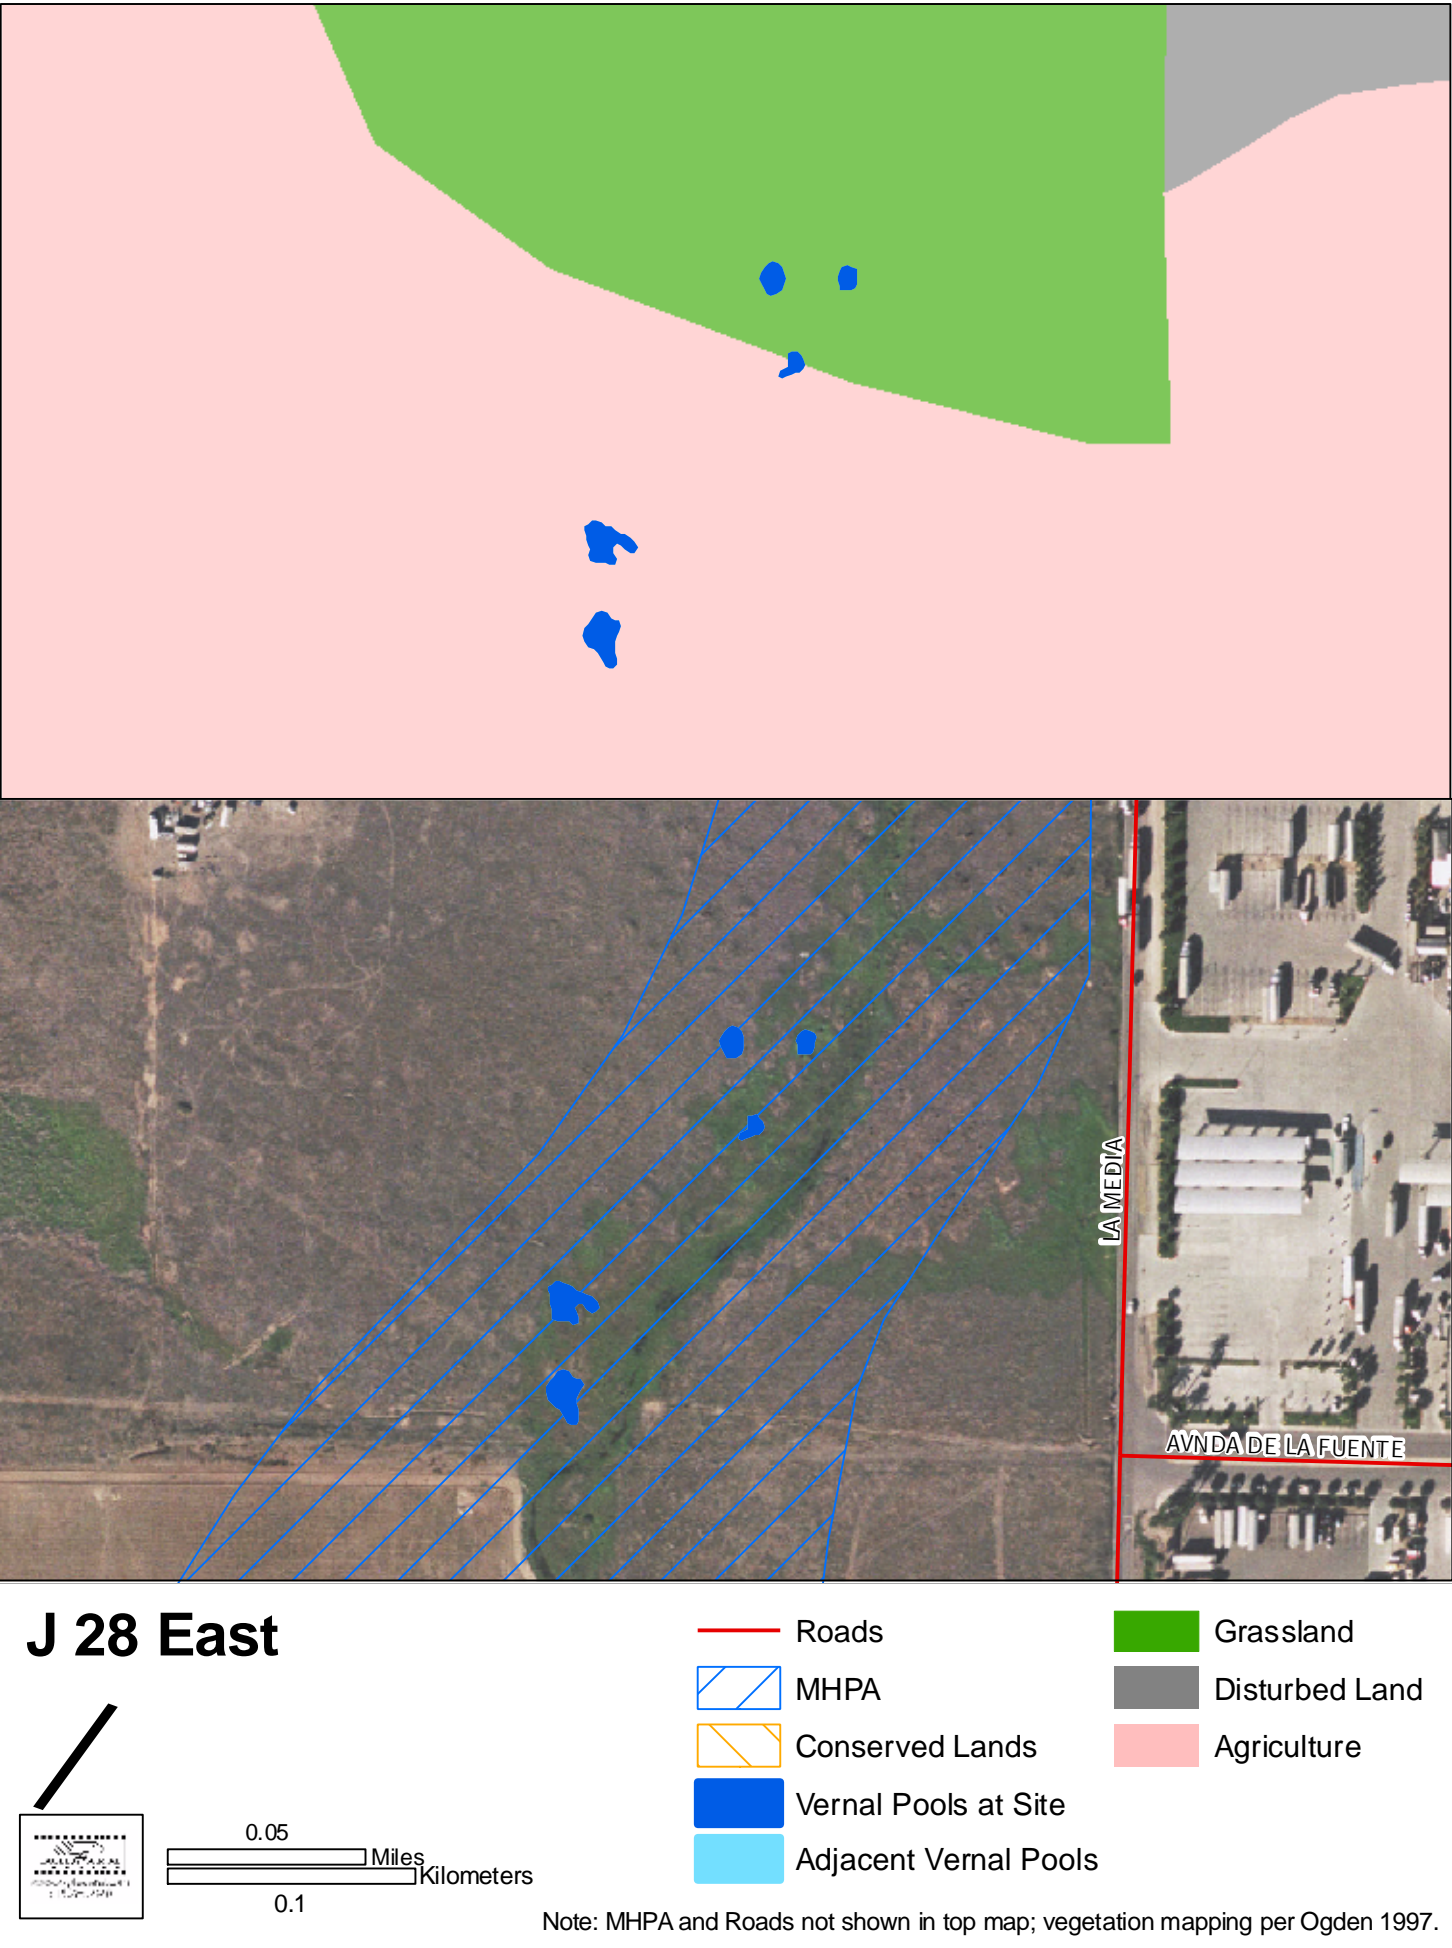 LA MEDIA
AVNDA DE LA FUENTE
J 28 East
Roads
MHPA
Conserved Lands
Vernal Pools at Site
Adjacent Vernal Pools
Grassland
Disturbed Land
Agriculture
0.05
Miles
Kilometers
0.1
Note: MHPA and Roads not shown in top map; vegetation mapping per Ogden 1997.